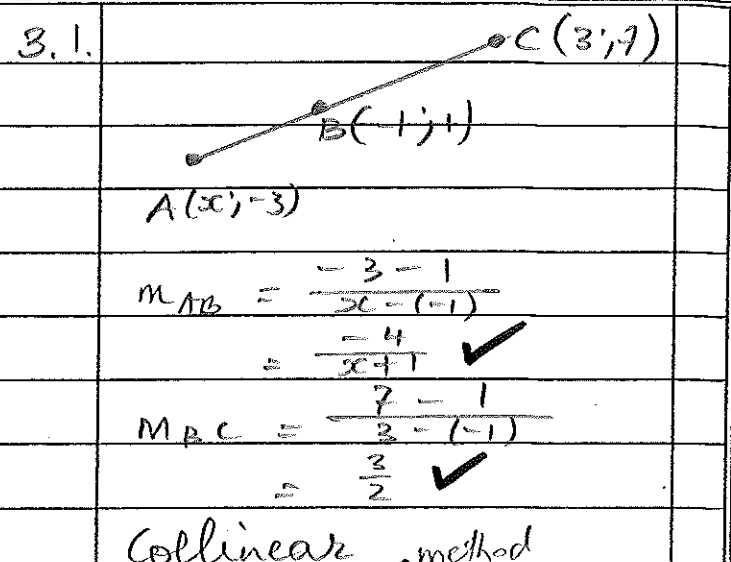 3.1.
C (3;7)
B(-1;1)
A(x;-3)
m_AB = (-3 - 1)/(x - (-1))
= -4/(x+1) ✓
M_BC = (7 - 1)/(3 - (-1))
= 3/2 ✓
Collinear method